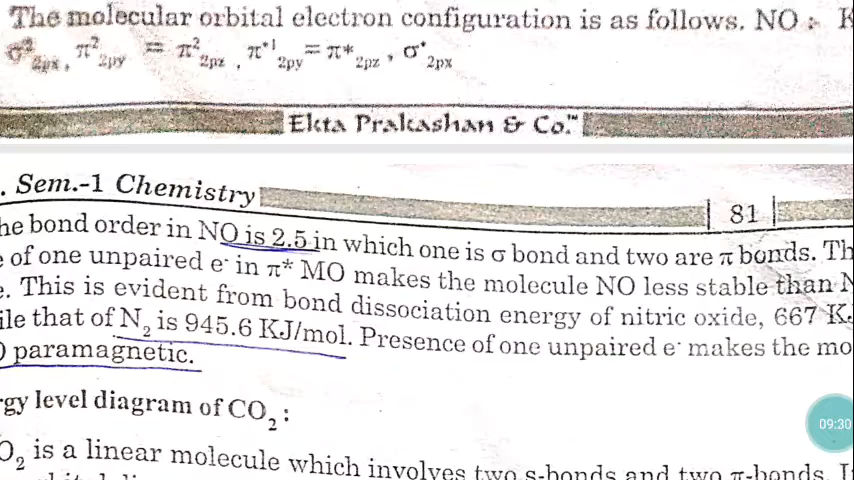 The molecular orbital electron configuration is as follows. NO :- K
σ²2px, π²2py = π²2pz, π*¹2py = π*2pz, σ*2px
Ekta Prakashan & Co.™
. Sem.-1 Chemistry
81
he bond order in NO is 2.5 in which one is σ bond and two are π bonds. Th
e of one unpaired e⁻ in π* MO makes the molecule NO less stable than N
e. This is evident from bond dissociation energy of nitric oxide, 667 K
ile that of N₂ is 945.6 KJ/mol. Presence of one unpaired e⁻ makes the mo
O paramagnetic.
rgy level diagram of CO₂ :
O₂ is a linear molecule which involves two s-bonds and two π-bonds. I
09:30